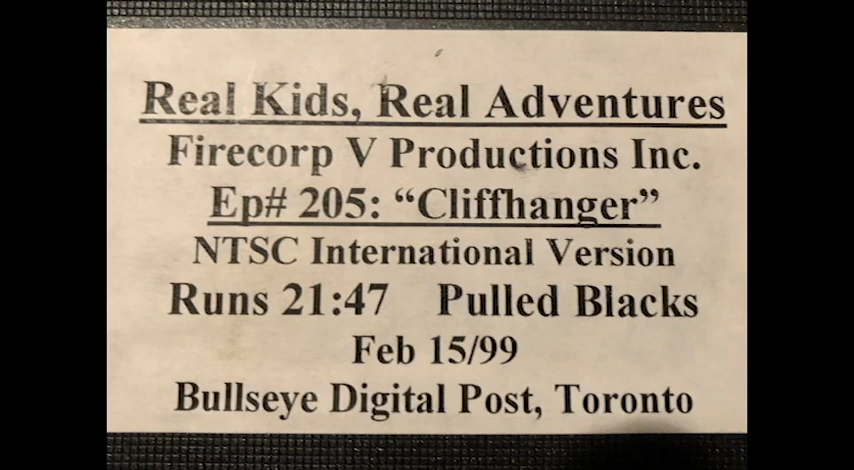 Real Kids, Real Adventures
Firecorp V Productions Inc.
Ep# 205: “Cliffhanger”
NTSC International Version
Runs 21:47 Pulled Blacks
Feb 15/99
Bullseye Digital Post, Toronto